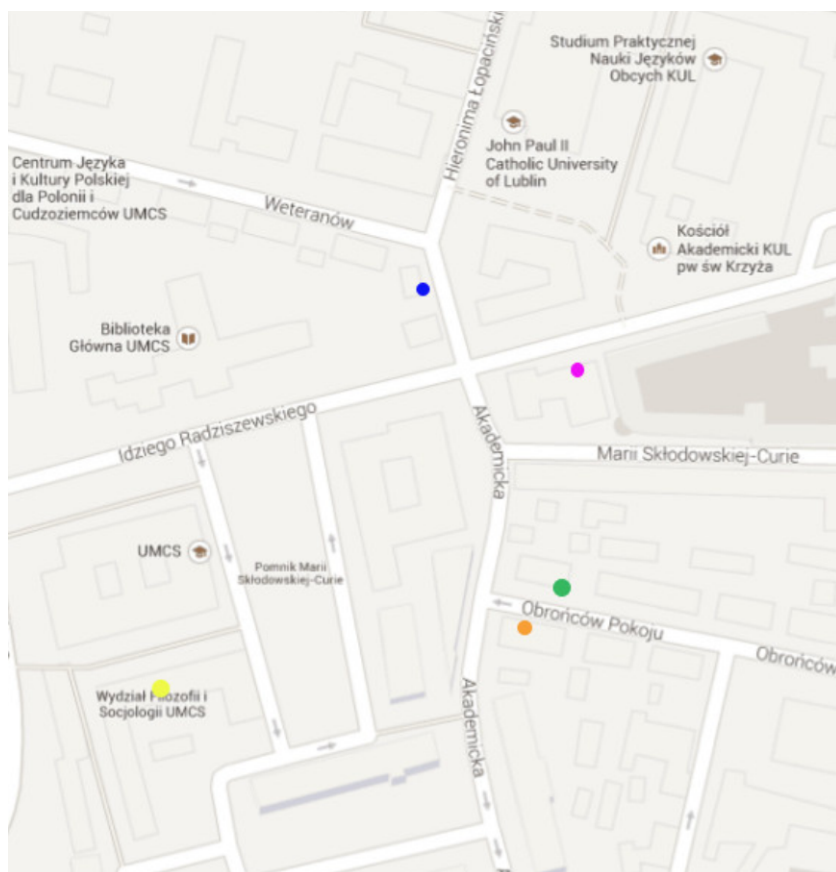 Studium Praktycznej
Nauki Języków
Obcych KUL
Hieronima Łopacińskie
John Paul II
Catholic University
of Lublin
Centrum Języka
i Kultury Polskiej
dla Polonii i
Cudzoziemców UMCS
Weteranów
Kościół
Akademicki KUL
pw św Krzyża
Biblioteka
Główna UMCS
Idziego Radziszewskiego
Akademicka
Marii Skłodowskiej-Curie
UMCS
Pomnik Marii
Skłodowskiej-Curie
Obrońców Pokoju
Obrońców
Wydział Filozofii i
Socjologii UMCS
Akademicka